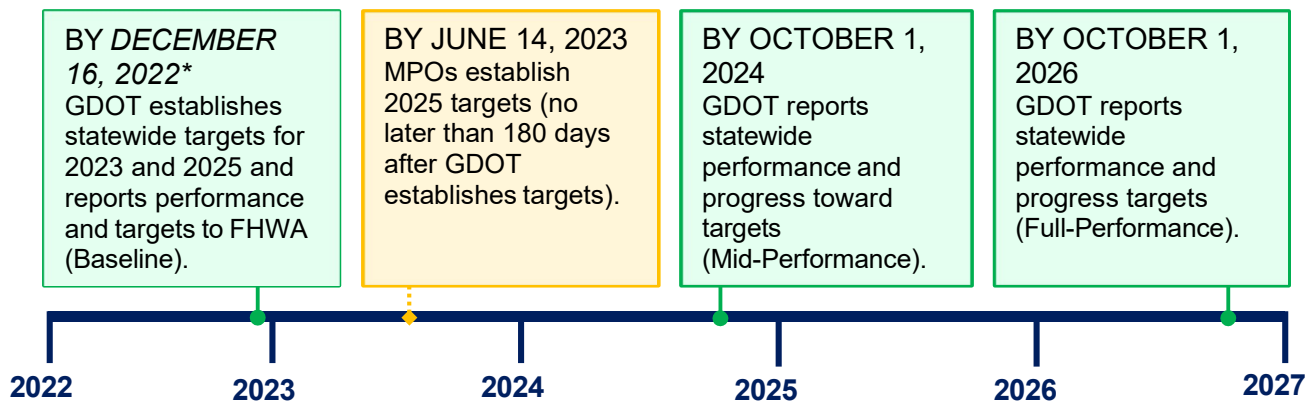 BY DECEMBER
16, 2022*
GDOT establishes
statewide targets for
2023 and 2025 and
reports performance
and targets to FHWA
(Baseline).
BY JUNE 14, 2023
MPOs establish
2025 targets (no
later than 180 days
after GDOT
establishes targets).
BY OCTOBER 1,
2024
GDOT reports
statewide
performance and
progress toward
targets
(Mid-Performance).
BY OCTOBER 1,
2026
GDOT reports
statewide
performance and
progress targets
(Full-Performance).
2022
2023
2024
2025
2026
2027